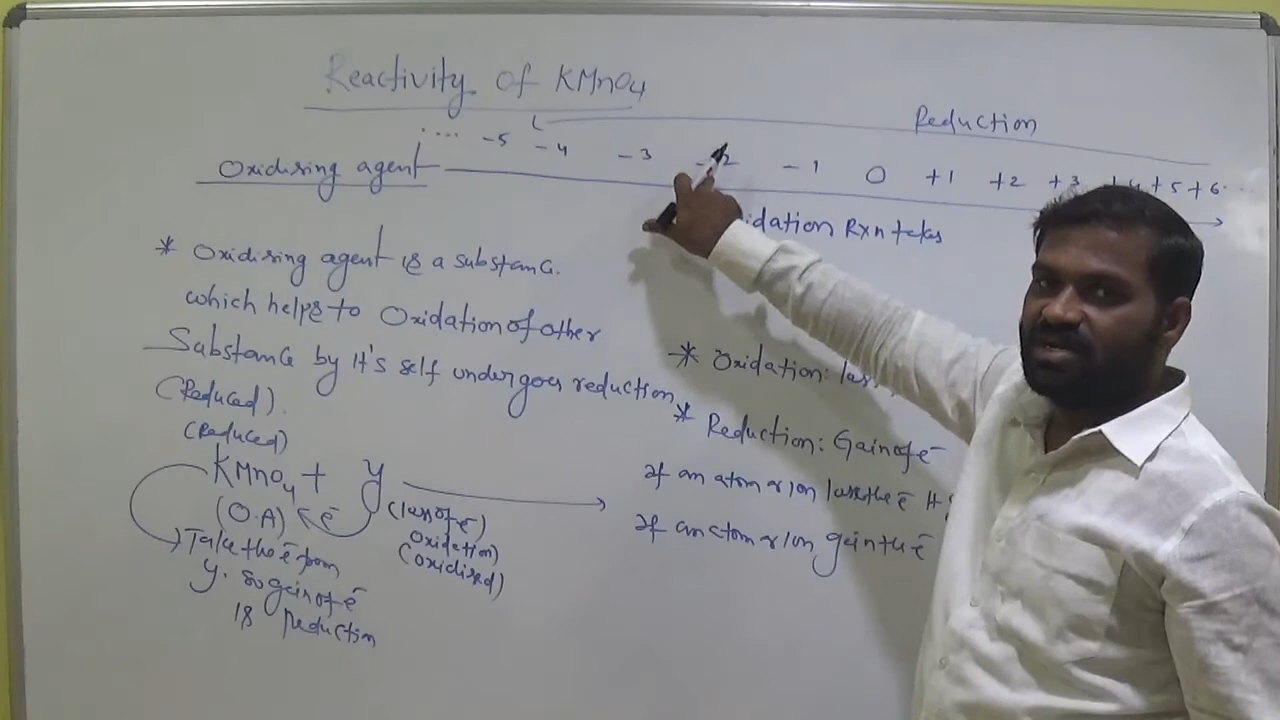 Reactivity of KMnO4
Reduction
.... -5 -4 -3 -2 -1 0 +1 +2 +3 +4 +5 +6 ...
Oxidising agent
idation Rxn takes
* Oxidising agent is a substance.
which helps to Oxidation of other
Substance by it's self undergoes reduction
(Reduced).
(Reduced)
KMnO4 + y
(O.A) e-
(loss of e-)
Oxidation)
(Oxidised)
Take the e- from
y. so gain of e-
is Reduction
* Oxidation: loss
* Reduction: Gain of e-
If an atom or ion lose the e-
If an atom or ion gain the e-